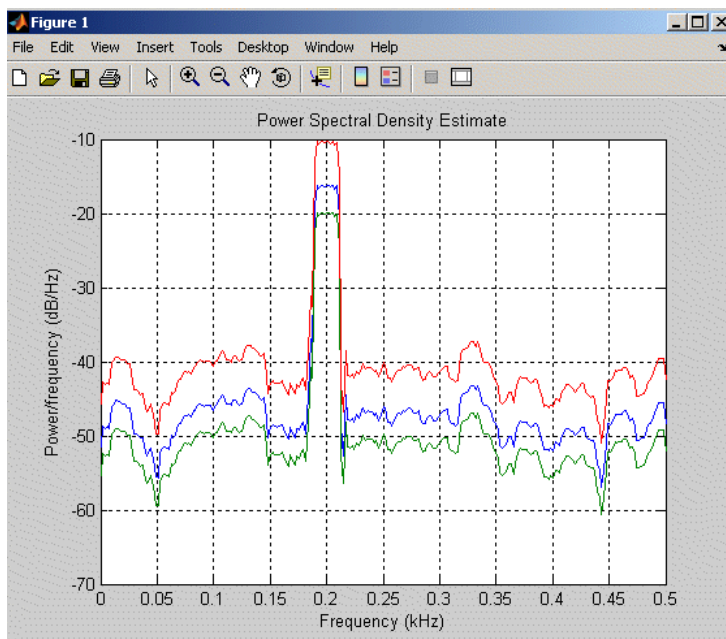 Figure 1
File Edit View Insert Tools Desktop Window Help
Power Spectral Density Estimate
-10
-20
-30
-40
-50
-60
-70
Power/frequency (dB/Hz)
0 0.05 0.1 0.15 0.2 0.25 0.3 0.35 0.4 0.45 0.5
Frequency (kHz)